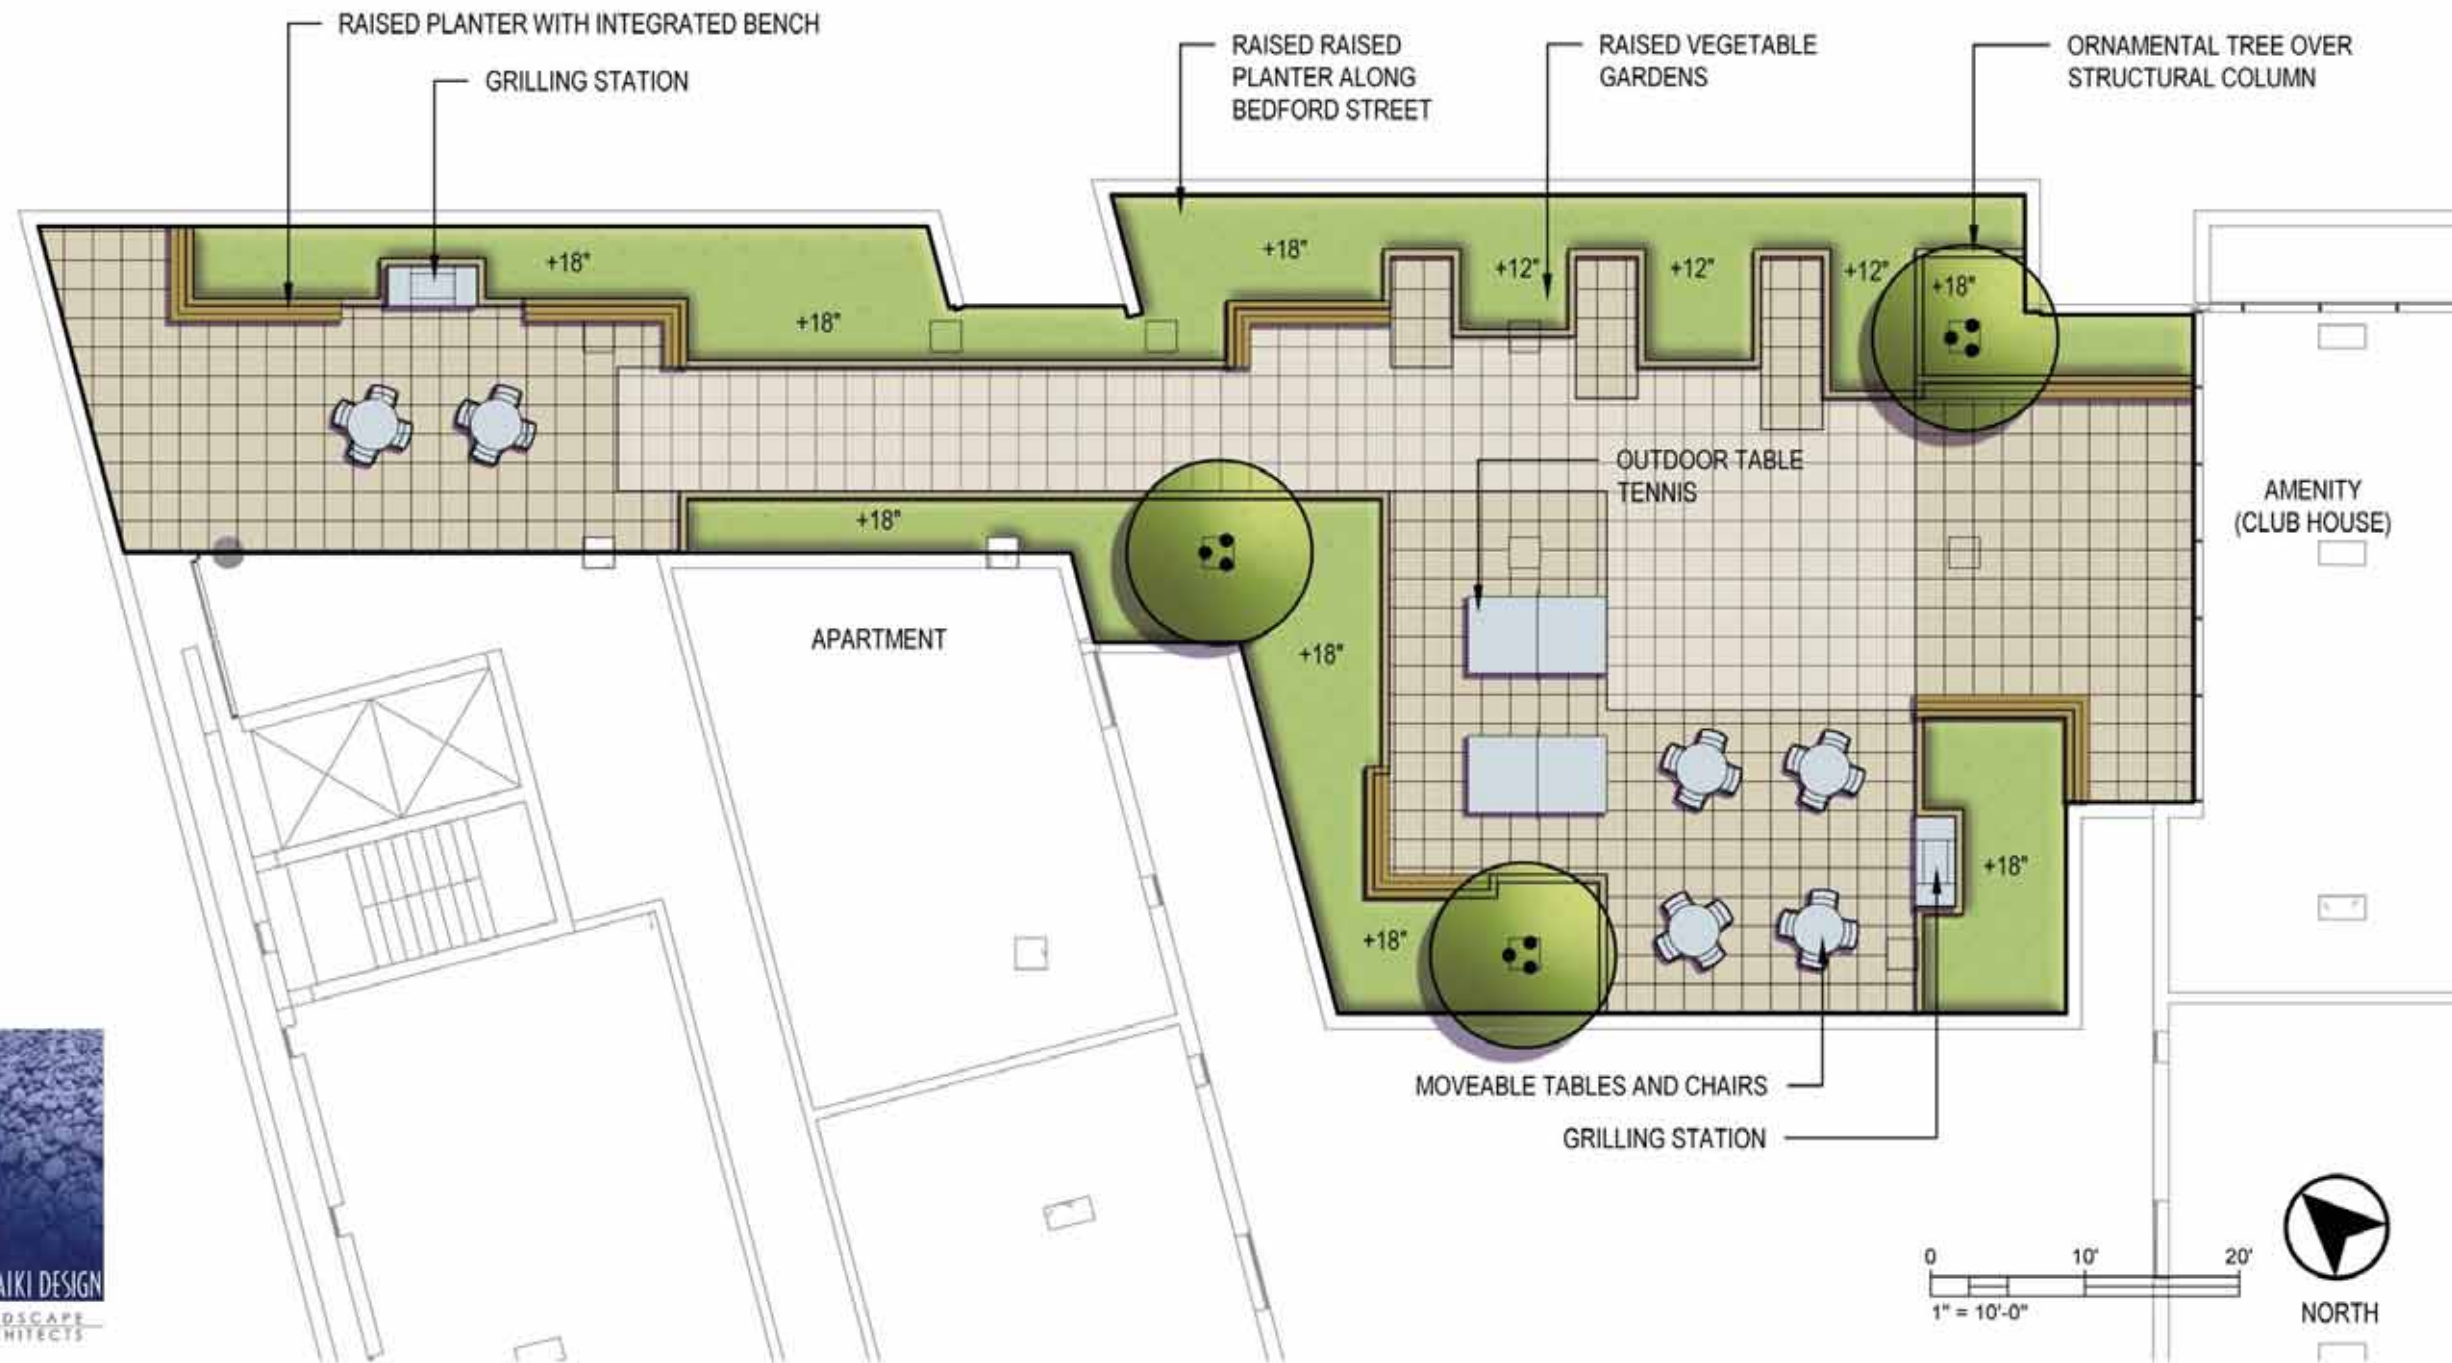 RAISED PLANTER WITH INTEGRATED BENCH
GRILLING STATION
RAISED RAISED
PLANTER ALONG
BEDFORD STREET
RAISED VEGETABLE
GARDENS
ORNAMENTAL TREE OVER
STRUCTURAL COLUMN
+18"
+18"
+18"
+12"
+12"
+12"
+18"
OUTDOOR TABLE
TENNIS
AMENITY
(CLUB HOUSE)
+18"
APARTMENT
+18"
+18"
+18"
MOVEABLE TABLES AND CHAIRS
GRILLING STATION
0 10' 20'
1" = 10'-0"
NORTH
AIKI DESIGN
DSCAPE
HITECTS